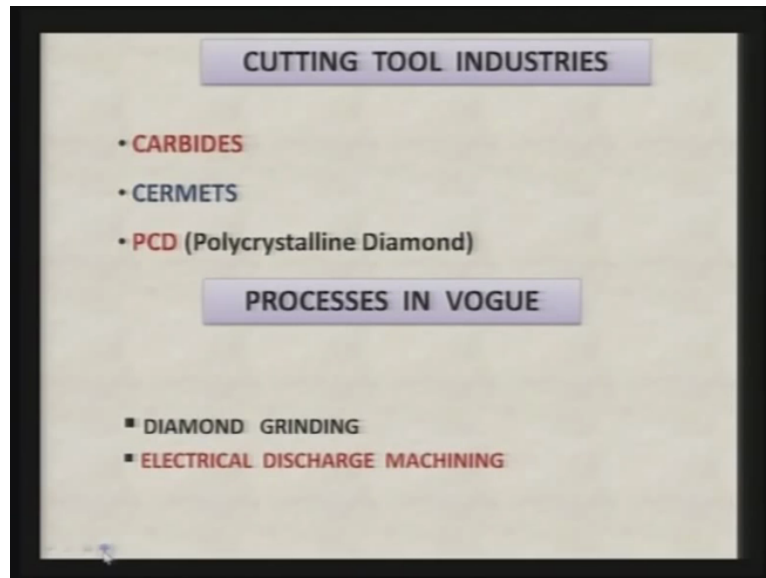 CUTTING TOOL INDUSTRIES
• CARBIDES
• CERMETS
• PCD (Polycrystalline Diamond)
PROCESSES IN VOGUE
▪ DIAMOND GRINDING
▪ ELECTRICAL DISCHARGE MACHINING